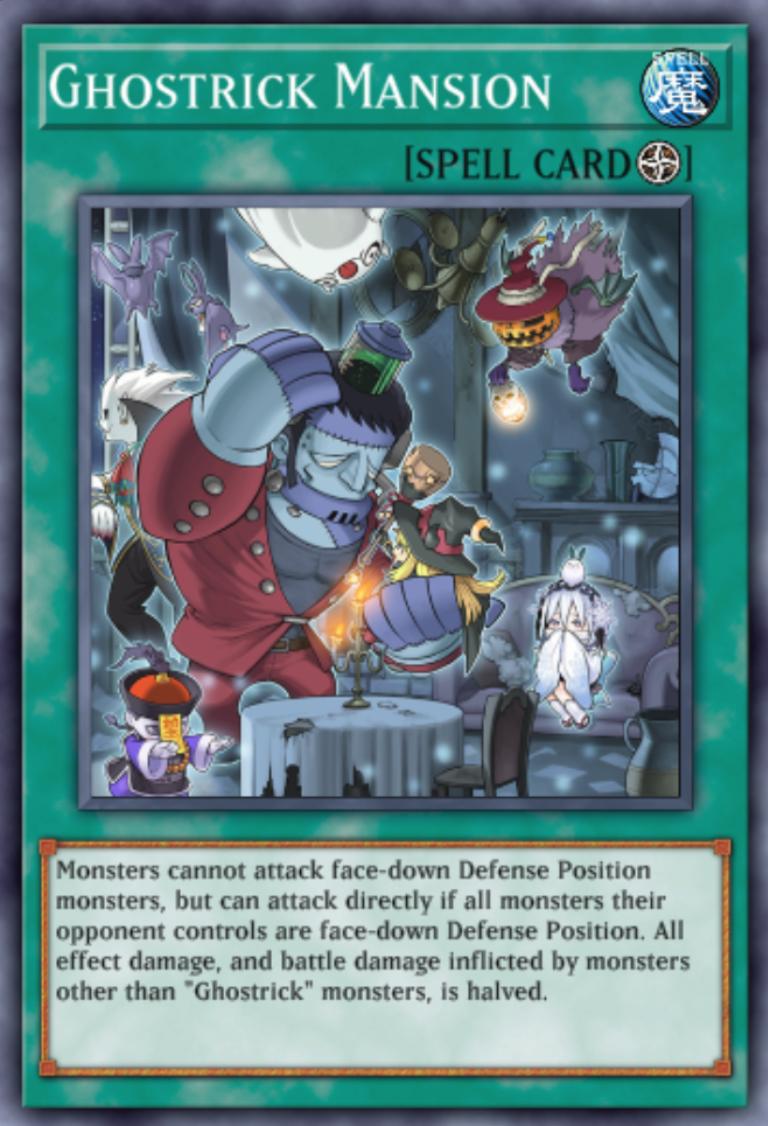 GHOSTRICK MANSION
SPELL
魔
[SPELL CARD]
Monsters cannot attack face-down Defense Position
monsters, but can attack directly if all monsters their
opponent controls are face-down Defense Position. All
effect damage, and battle damage inflicted by monsters
other than "Ghostrick" monsters, is halved.